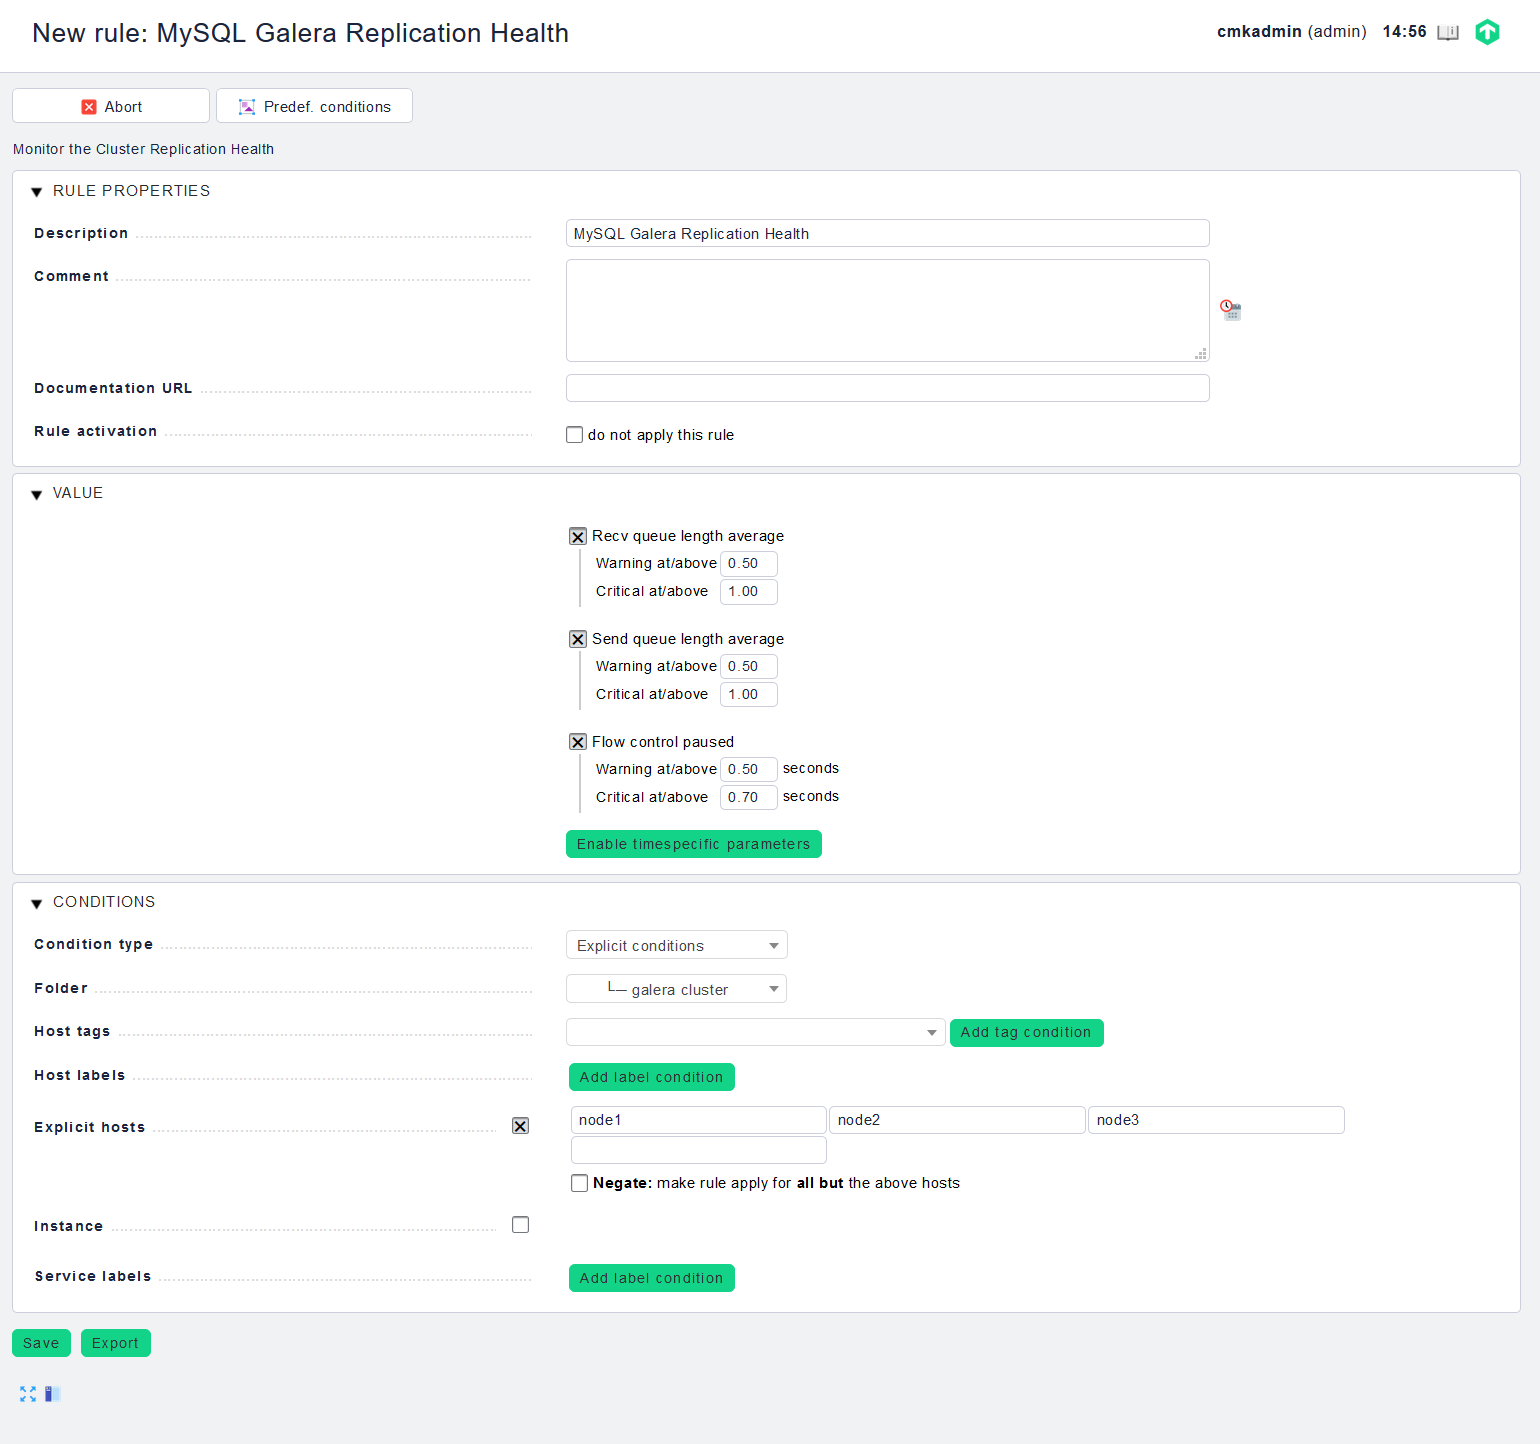 New rule: MySQL Galera Replication Health
cmkadmin (admin) 14:56
Abort
Predef. conditions
Monitor the Cluster Replication Health
RULE PROPERTIES
Description
MySQL Galera Replication Health
Comment
Documentation URL
Rule activation
do not apply this rule
VALUE
Recv queue length average
Warning at/above 0.50
Critical at/above 1.00
Send queue length average
Warning at/above 0.50
Critical at/above 1.00
Flow control paused
Warning at/above 0.50 seconds
Critical at/above 0.70 seconds
Enable timespecific parameters
CONDITIONS
Condition type
Explicit conditions
Folder
└─ galera cluster
Host tags
Add tag condition
Host labels
Add label condition
Explicit hosts
node1
node2
node3
Negate: make rule apply for all but the above hosts
Instance
Service labels
Add label condition
Save
Export